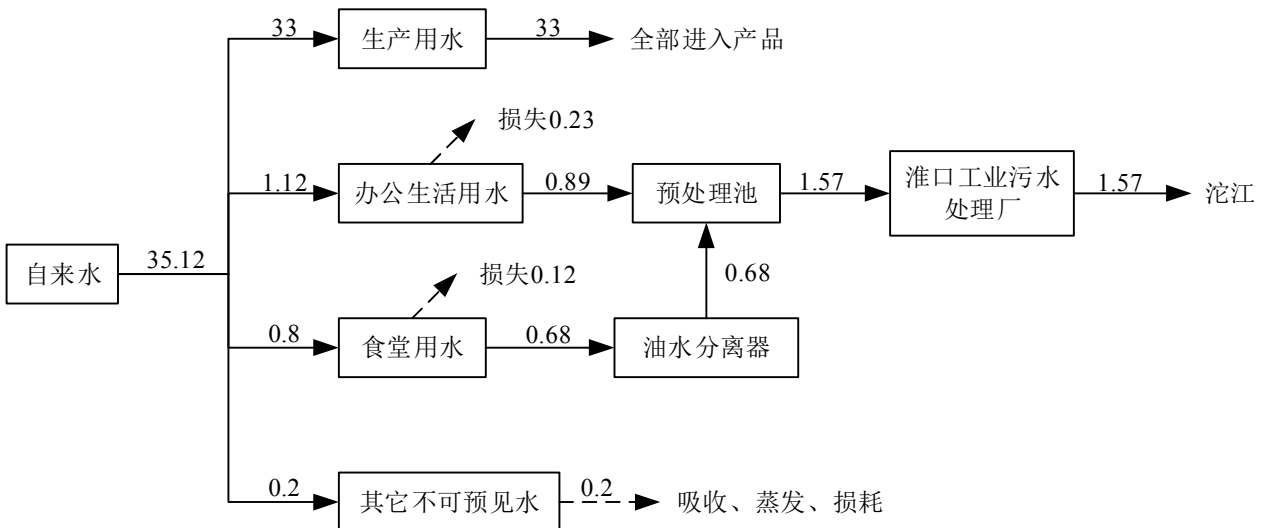 33
生产用水
33
全部进入产品
损失0.23
1.12
办公生活用水
0.89
预处理池
1.57
淮口工业污水
处理厂
1.57
沱江
自来水
35.12
损失0.12
0.68
0.8
食堂用水
0.68
油水分离器
0.2
其它不可预见水
0.2
吸收、蒸发、损耗